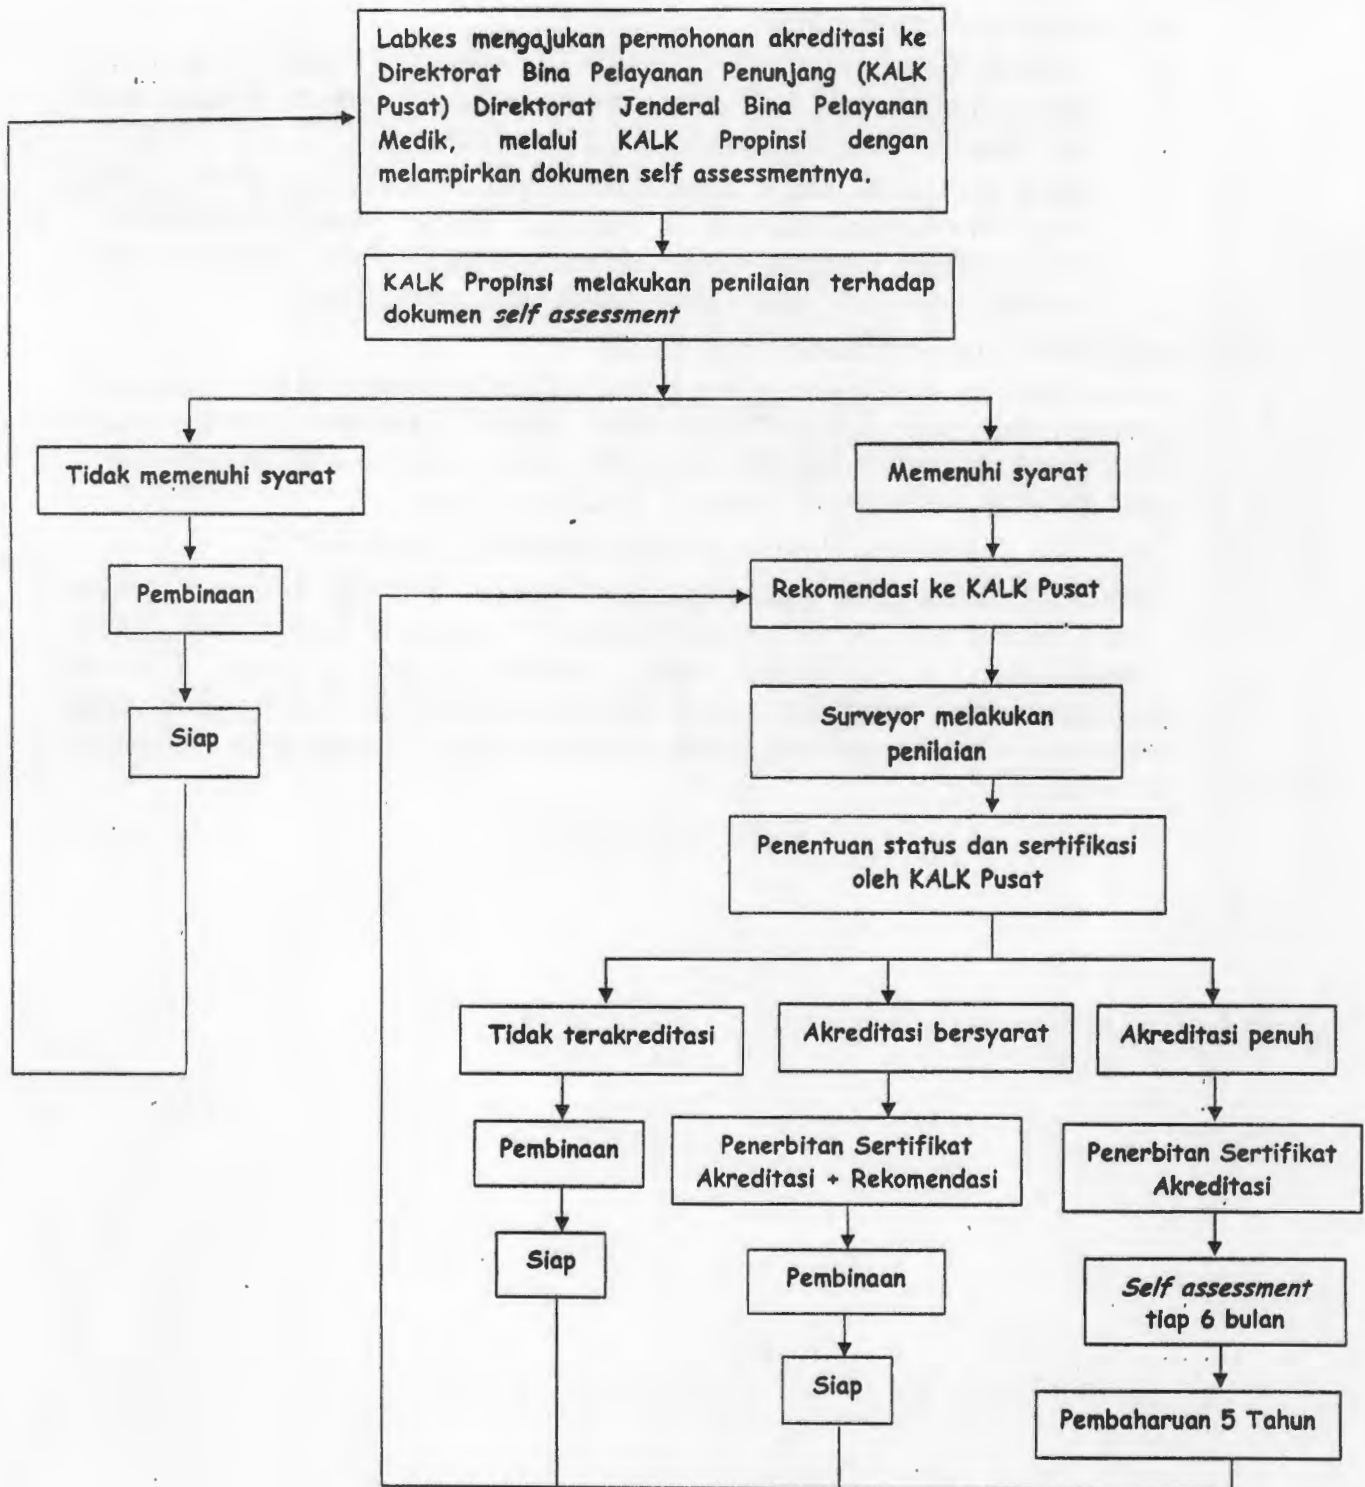 Labkes mengajukan permohonan akreditasi ke
Direktorat Bina Pelayanan Penunjang (KALK
Pusat) Direktorat Jenderal Bina Pelayanan
Medik, melalui KALK Propinsi dengan
melampirkan dokumen self assessmentnya.
KALK Propinsi melakukan penilaian terhadap
dokumen self assessment
Tidak memenuhi syarat
Memenuhi syarat
Pembinaan
Rekomendasi ke KALK Pusat
Siap
Surveyor melakukan
penilaian
Penentuan status dan sertifikasi
oleh KALK Pusat
Tidak terakreditasi
Akreditasi bersyarat
Akreditasi penuh
Pembinaan
Penerbitan Sertifikat
Akreditasi + Rekomendasi
Penerbitan Sertifikat
Akreditasi
Siap
Pembinaan
Self assessment
tiap 6 bulan
Siap
Pembaharuan 5 Tahun